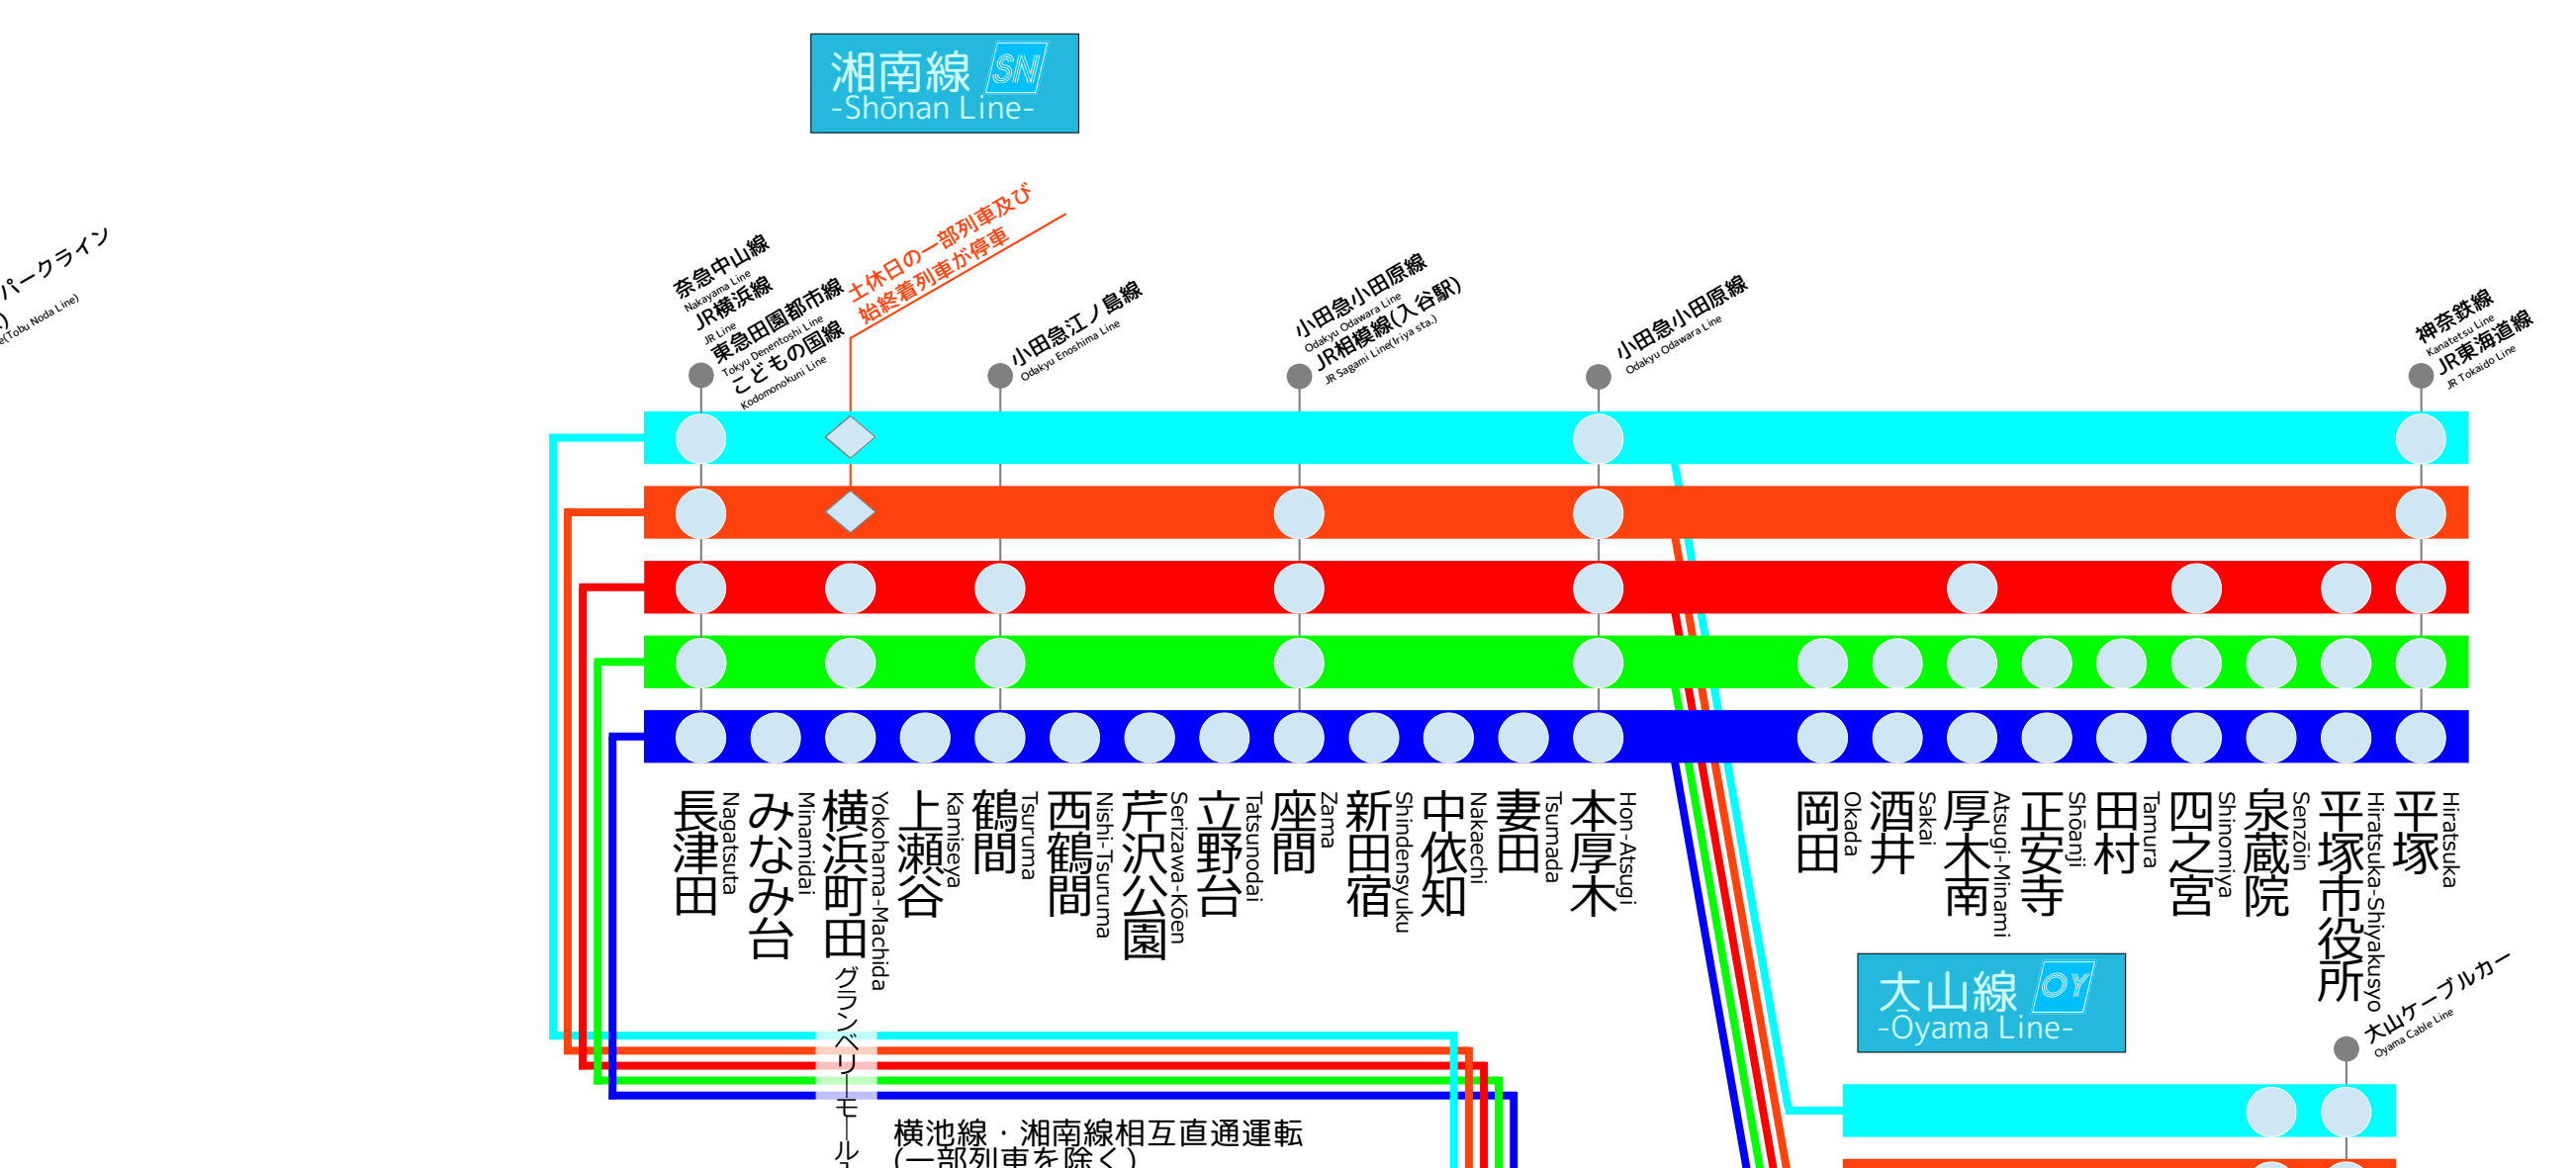 湘南線 SN
-Shōnan Line-
パークライン
e(Tobu Noda Line)
奈急中山線
Nakayama Line
JR横浜線
JR Line
東急田園都市線
Tokyu Denentoshi Line
こどもの国線
Kodomonokuni Line
土休日の一部列車及び
始終着列車が停車
小田急江ノ島線
Odakyu Enoshima Line
小田急小田原線
Odakyu Odawara Line
JR相模線(入谷駅)
JR Sagami Line(Iriya sta.)
小田急小田原線
Odakyu Odawara Line
神奈鉄線
Kanatetsu Line
JR東海道線
JR Tokaido Line
長津田
Nagatsuta
みなみ台
Minamidai
横浜町田
Yokohama-Machida
グランベリーモール
上瀬谷
Kamiseya
鶴間
Tsuruma
西鶴間
Nishi-Tsuruma
芹沢公園
Serizawa-Kōen
立野台
Tatsunodai
座間
Zama
新田宿
Shindensyuku
中依知
Nakaechi
妻田
Tsumada
本厚木
Hon-Atsugi
岡田
Okada
酒井
Sakai
厚木南
Atsugi-Minami
正安寺
Shōanji
田村
Tamura
四之宮
Shinomiya
泉蔵院
Senzōin
平塚市役所
Hiratsuka-Shiyakusyo
平塚
Hiratsuka
大山線 OY
-Ōyama Line-
大山ケーブルカー
Oyama Cable Line
横池線・湘南線相互直通運転
(一部列車を除く)